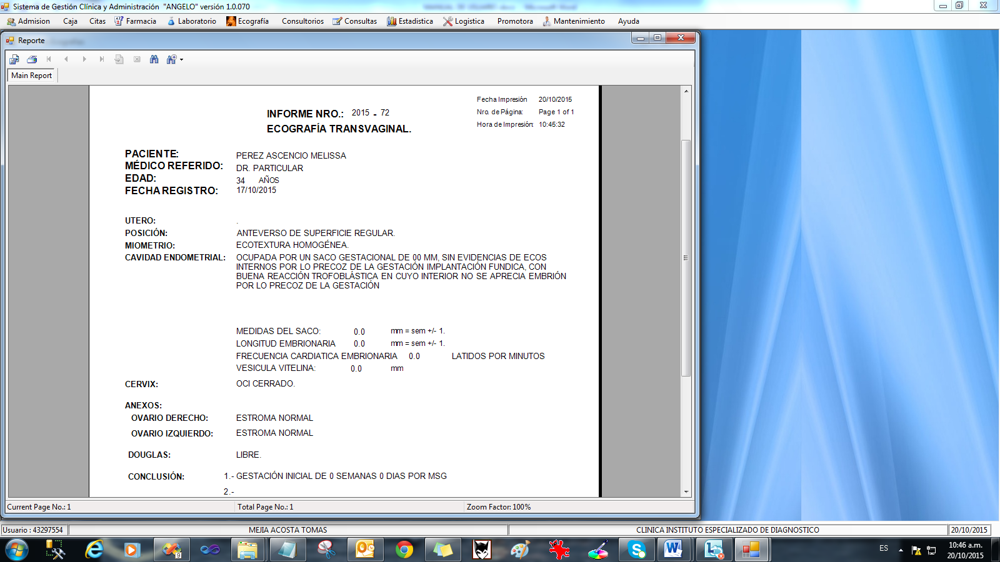 Sistema de Gestión Clínica y Administración "ANGELO" versión 1.0.070
Admision Caja Citas Farmacia Laboratorio Ecografía Consultorios Consultas Estadistica Logistica Promotora Mantenimiento Ayuda
Reporte
Main Report
Fecha Impresión 20/10/2015
Nro. de Página: Page 1 of 1
Hora de Impresión: 10:45:32
INFORME NRO.: 2015 - 72
ECOGRAFÍA TRANSVAGINAL.
PACIENTE: PEREZ ASCENCIO MELISSA
MÉDICO REFERIDO: DR. PARTICULAR
EDAD: 34 AÑOS
FECHA REGISTRO: 17/10/2015
UTERO: .
POSICIÓN: ANTEVERSO DE SUPERFICIE REGULAR.
MIOMETRIO: ECOTEXTURA HOMOGÉNEA.
CAVIDAD ENDOMETRIAL: OCUPADA POR UN SACO GESTACIONAL DE 00 MM, SIN EVIDENCIAS DE ECOS
INTERNOS POR LO PRECOZ DE LA GESTACIÓN IMPLANTACIÓN FUNDICA, CON
BUENA REACCIÓN TROFOBLÁSTICA EN CUYO INTERIOR NO SE APRECIA EMBRIÓN
POR LO PRECOZ DE LA GESTACIÓN
MEDIDAS DEL SACO: 0.0 mm = sem +/- 1.
LONGITUD EMBRIONARIA 0.0 mm = sem +/- 1.
FRECUENCIA CARDIATICA EMBRIONARIA 0.0 LATIDOS POR MINUTOS
VESICULA VITELINA: 0.0 mm
CERVIX: OCI CERRADO.
ANEXOS:
OVARIO DERECHO: ESTROMA NORMAL
OVARIO IZQUIERDO: ESTROMA NORMAL
DOUGLAS: LIBRE.
CONCLUSIÓN: 1.- GESTACIÓN INICIAL DE 0 SEMANAS 0 DIAS POR MSG
2.-
Current Page No.: 1 Total Page No.: 1 Zoom Factor: 100%
Usuario : 43297554 MEJIA ACOSTA TOMAS CLINICA INSTITUTO ESPECIALIZADO DE DIAGNOSTICO 20/10/2015
9
ES
10:46 a.m.
20/10/2015